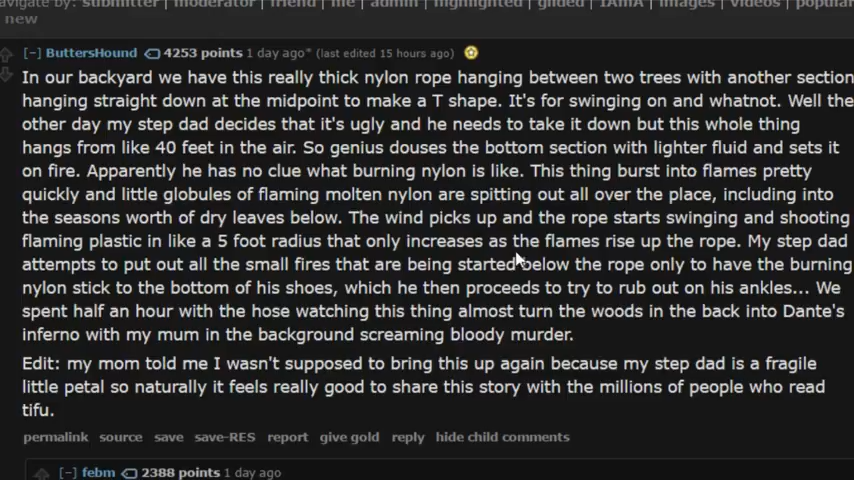 navigate by: submitter | moderator | friend | me | admin | highlighted | gilded | IAmA | images | videos | popular
new
[-] ButtersHound 4253 points 1 day ago* (last edited 15 hours ago)
In our backyard we have this really thick nylon rope hanging between two trees with another section
hanging straight down at the midpoint to make a T shape. It's for swinging on and whatnot. Well the
other day my step dad decides that it's ugly and he needs to take it down but this whole thing
hangs from like 40 feet in the air. So genius douses the bottom section with lighter fluid and sets it
on fire. Apparently he has no clue what burning nylon is like. This thing burst into flames pretty
quickly and little globules of flaming molten nylon are spitting out all over the place, including into
the seasons worth of dry leaves below. The wind picks up and the rope starts swinging and shooting
flaming plastic in like a 5 foot radius that only increases as the flames rise up the rope. My step dad
attempts to put out all the small fires that are being started below the rope only to have the burning
nylon stick to the bottom of his shoes, which he then proceeds to try to rub out on his ankles... We
spent half an hour with the hose watching this thing almost turn the woods in the back into Dante's
inferno with my mum in the background screaming bloody murder.
Edit: my mom told me I wasn't supposed to bring this up again because my step dad is a fragile
little petal so naturally it feels really good to share this story with the millions of people who read
tifu.
permalink source save save-RES report give gold reply hide child comments
[-] febm 2388 points 1 day ago